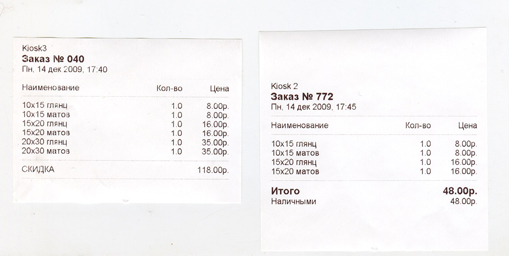 Kiosk3
Заказ № 040
Пн. 14 дек 2009, 17:40
Наименование Кол-во Цена
10x15 глянц 1.0 8.00р.
10x15 матов 1.0 8.00р.
15x20 глянц 1.0 16.00р.
15x20 матов 1.0 16.00р.
20x30 глянц 1.0 35.00р.
20x30 матов 1.0 35.00р.
СКИДКА 118.00р.
Kiosk 2
Заказ № 772
Пн. 14 дек 2009, 17:45
Наименование Кол-во Цена
10x15 глянц 1.0 8.00р.
10x15 матов 1.0 8.00р.
15x20 глянц 1.0 16.00р.
15x20 матов 1.0 16.00р.
Итого 48.00р.
Наличными 48.00р.